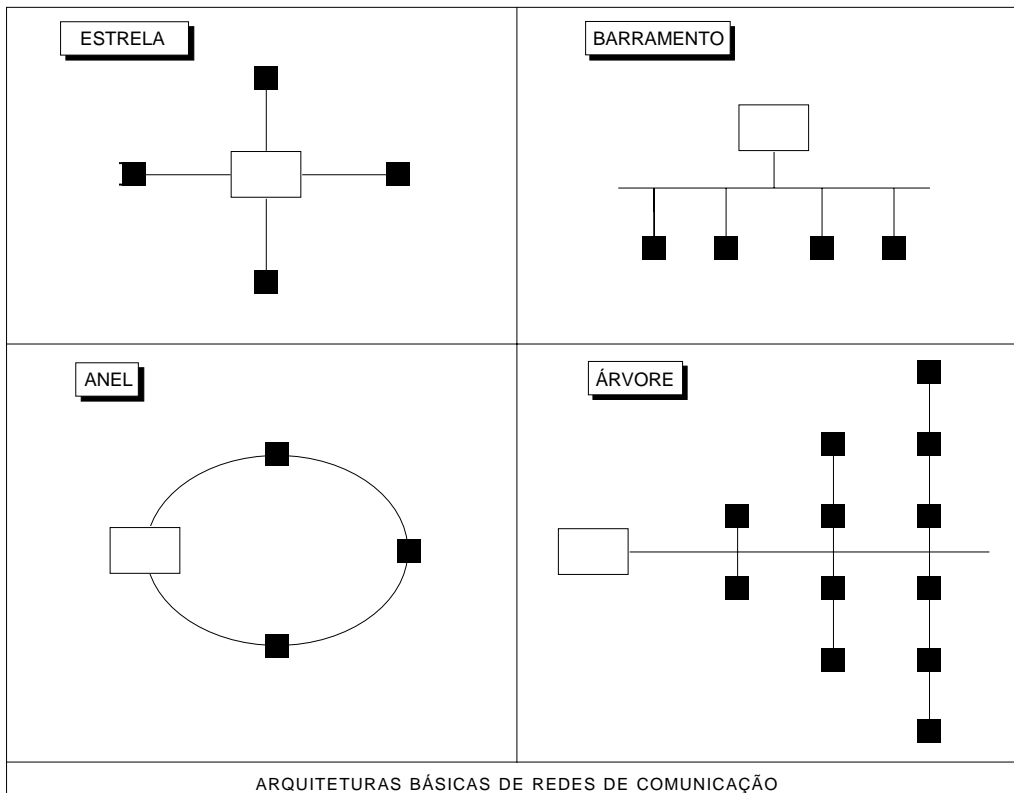 ESTRELA
BARRAMENTO
ANEL
ÁRVORE
ARQUITETURAS BÁSICAS DE REDES DE COMUNICAÇÃO